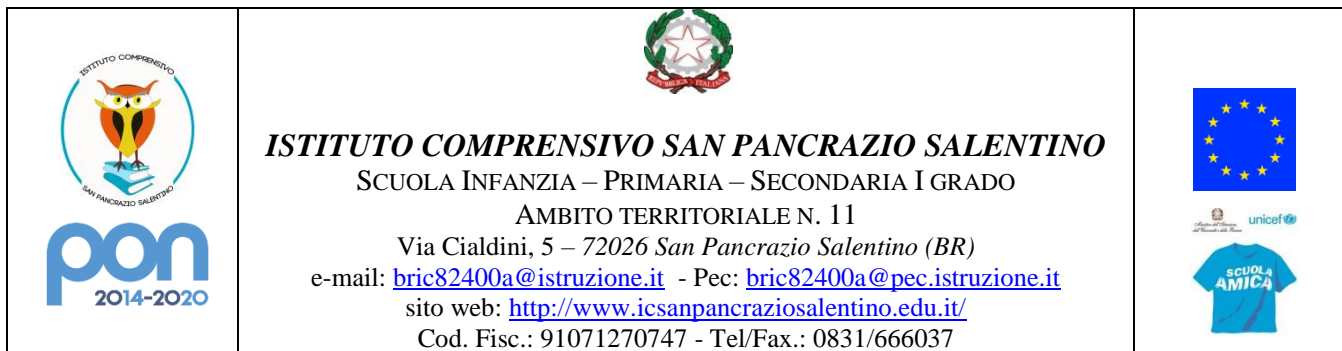 ISTITUTO COMPRENSIVO
SAN PANCRAZIO SALENTINO
pon
2014-2020
REPVBBLICA ITALIANA
ISTITUTO COMPRENSIVO SAN PANCRAZIO SALENTINO
SCUOLA INFANZIA – PRIMARIA – SECONDARIA I GRADO
AMBITO TERRITORIALE N. 11
Via Cialdini, 5 – 72026 San Pancrazio Salentino (BR)
e-mail: bric82400a@istruzione.it - Pec: bric82400a@pec.istruzione.it
sito web: http://www.icsanpancraziosalentino.edu.it/
Cod. Fisc.: 91071270747 - Tel/Fax.: 0831/666037
unicef
SCUOLA
AMICA